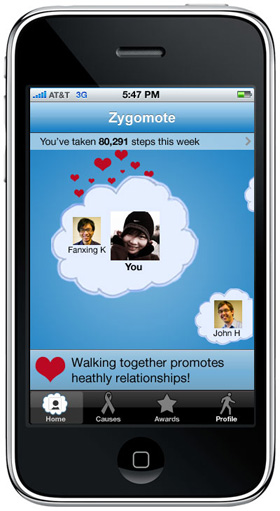 AT&T 3G 5:47 PM
Zygomote
You've taken 80,291 steps this week
Fanxing K
You
John H
Walking together promotes
heathly relationships!
Home Causes Awards Profile